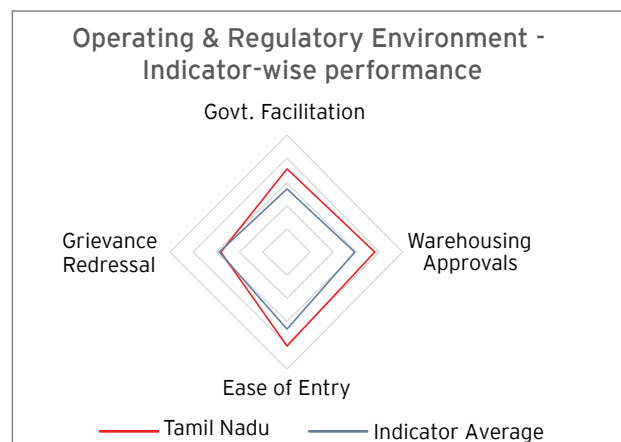 Operating & Regulatory Environment -
Indicator-wise performance
Govt. Facilitation
Grievance
Redressal
Warehousing
Approvals
Ease of Entry
Tamil Nadu
Indicator Average